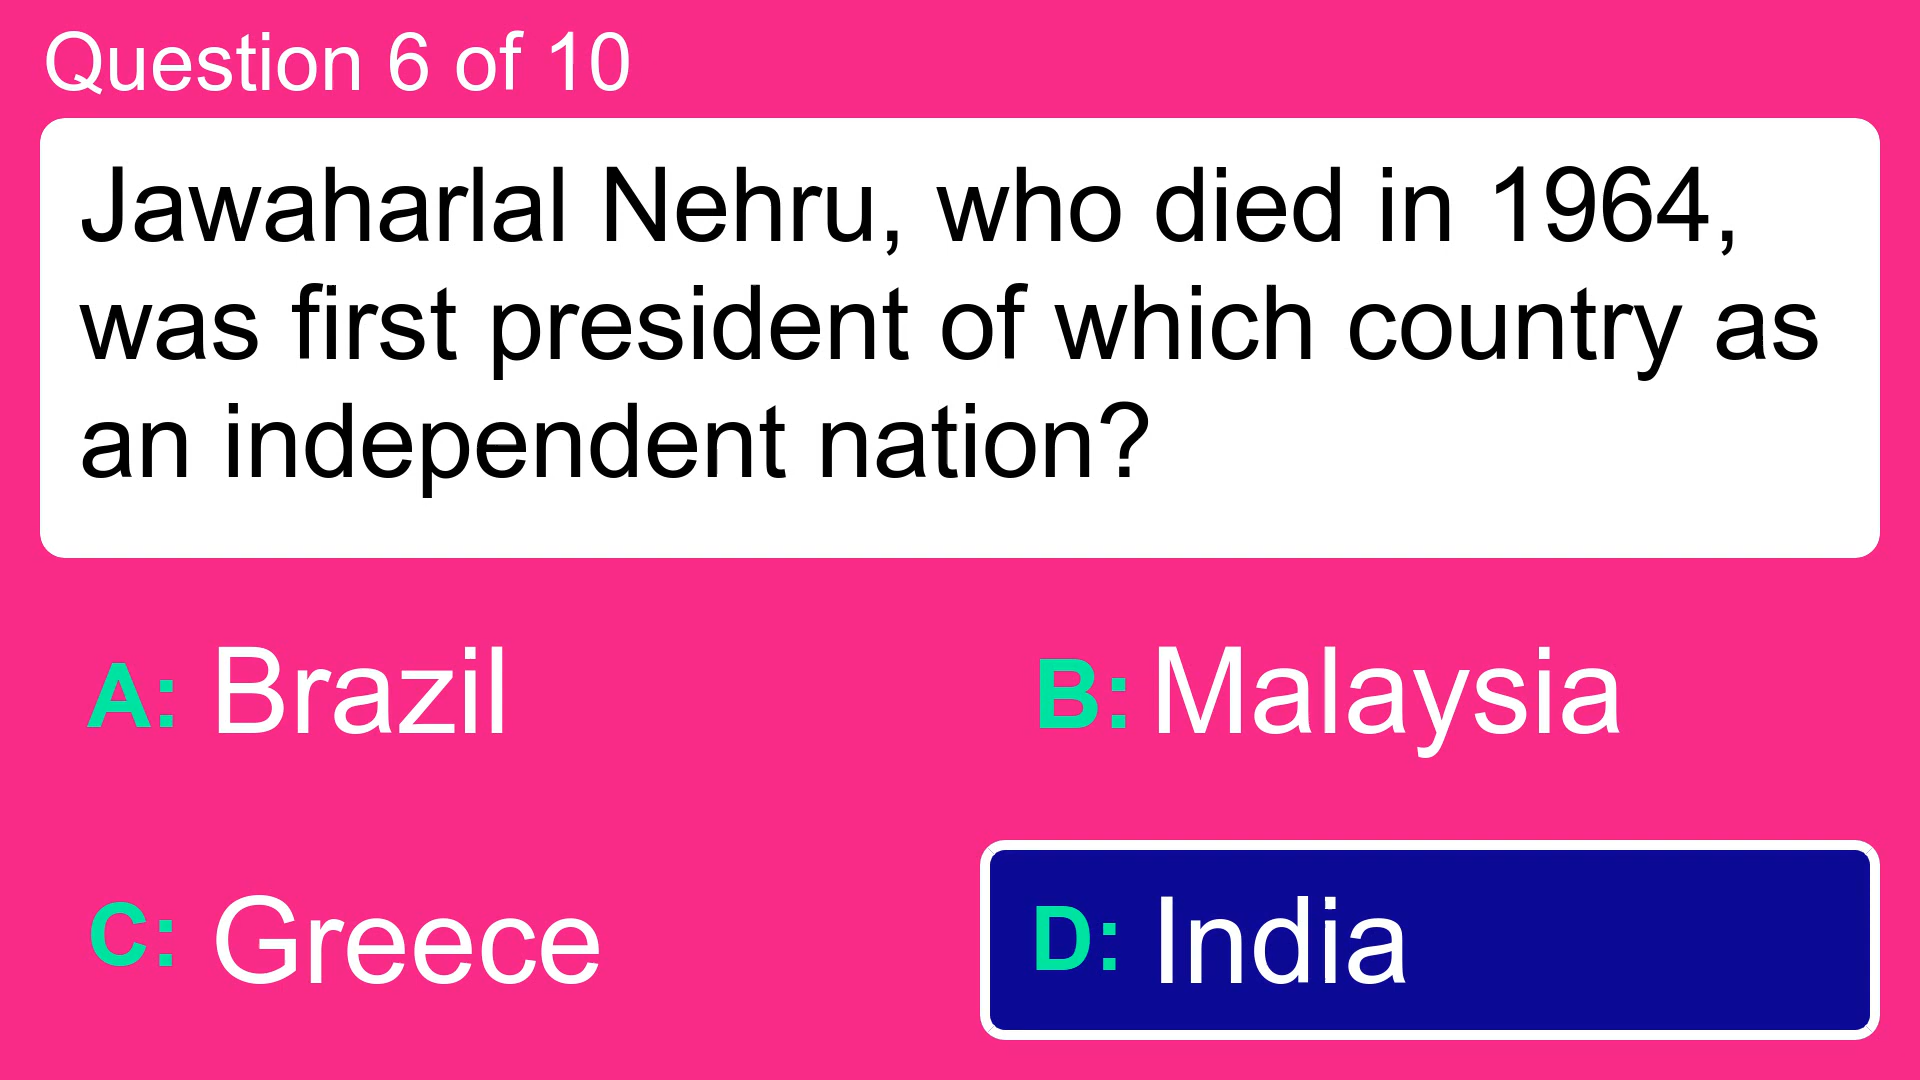 Question 6 of 10
Jawaharlal Nehru, who died in 1964,
was first president of which country as
an independent nation?
A: Brazil
B: Malaysia
C: Greece
D: India